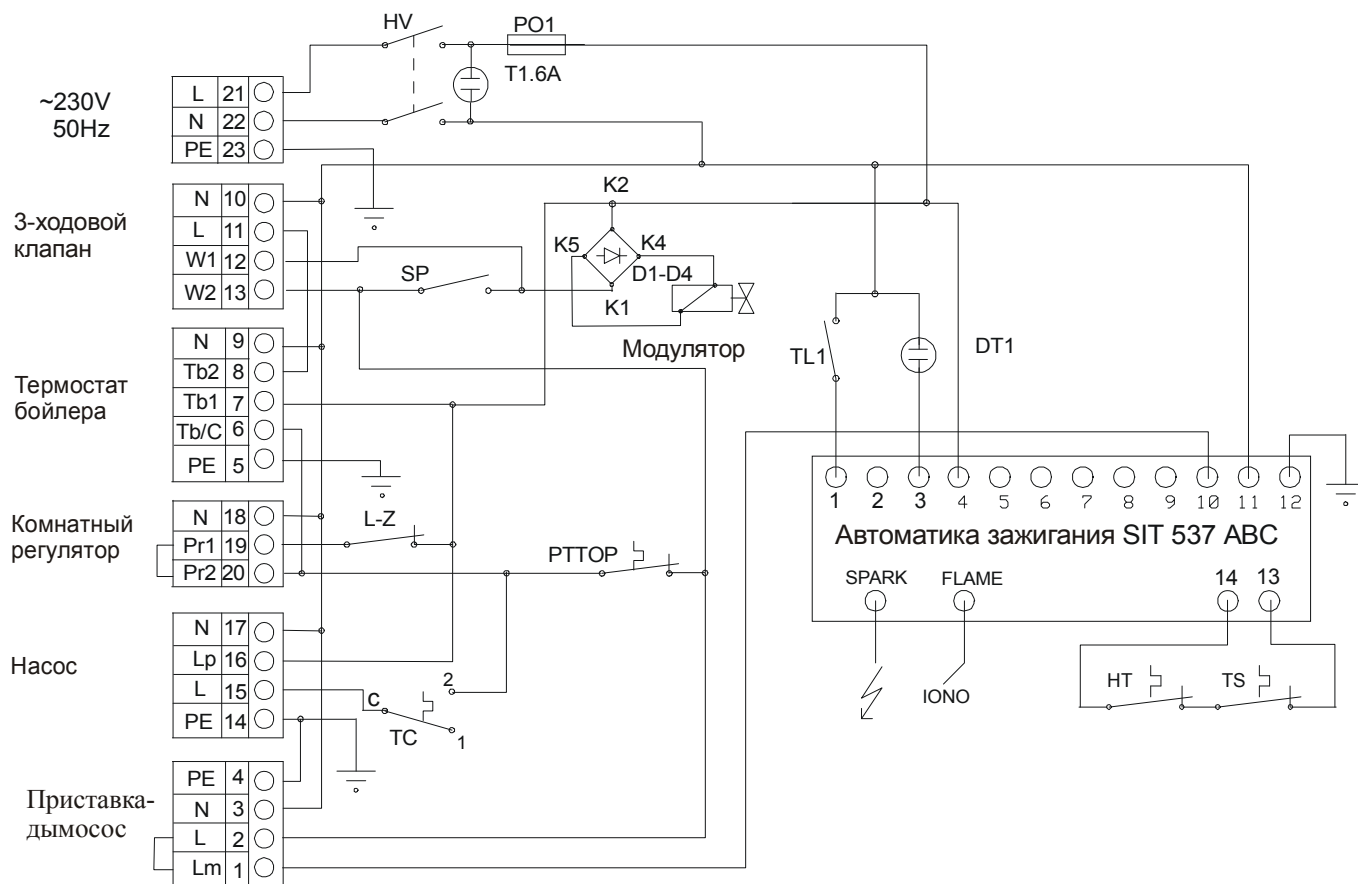 HV
PO1
T1.6A
~230V
50Hz
L 21
N 22
PE 23
3-ходовой
клапан
N 10
L 11
W1 12
W2 13
SP
K2
K5
K4
D1-D4
K1
Модулятор
TL1
DT1
Термостат
бойлера
N 9
Tb2 8
Tb1 7
Tb/C 6
PE 5
Комнатный
регулятор
N 18
Pr1 19
Pr2 20
L-Z
PTTOP
Насос
N 17
Lp 16
L 15
PE 14
C
2
1
TC
Приставка-
дымосос
PE 4
N 3
L 2
Lm 1
1 2 3 4 5 6 7 8 9 10 11 12
Автоматика зажигания SIT 537 ABC
SPARK
FLAME
14
13
IONO
HT
TS